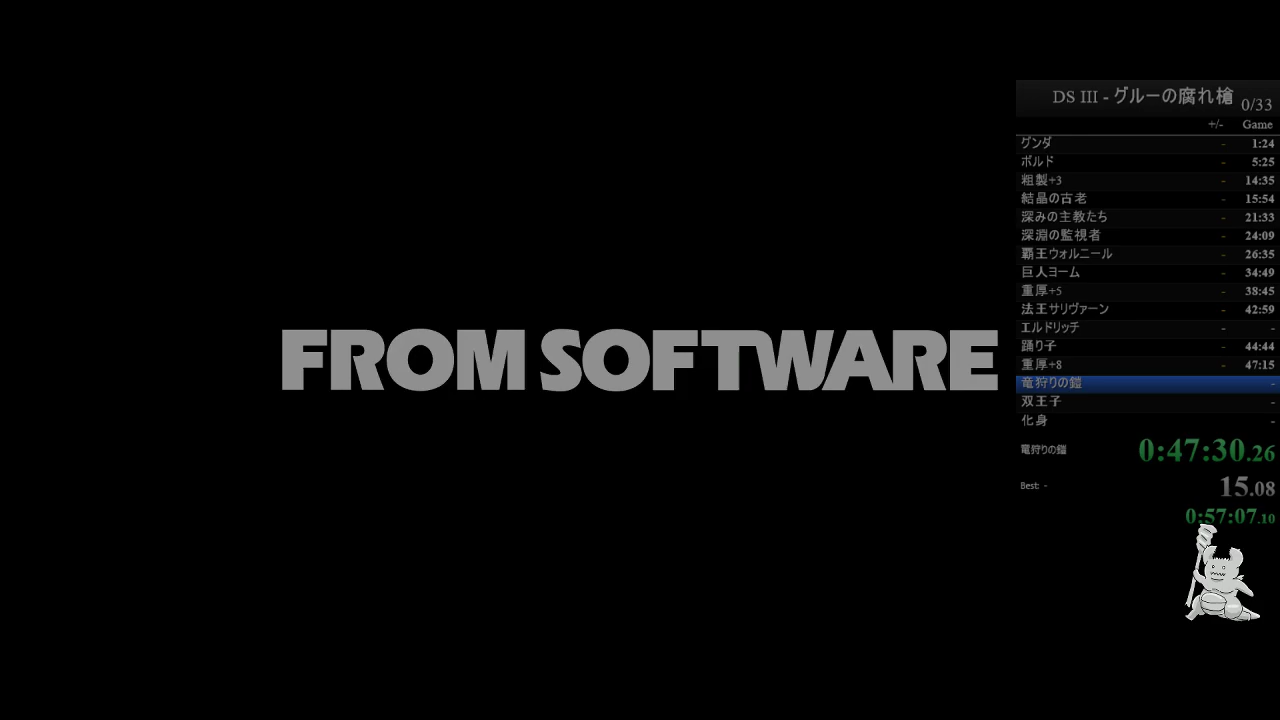 FROM SOFTWARE
DS III - グルーの腐れ槍 0/33
+/- Game
グンダ - 1:24
ボルド - 5:25
粗製+3 - 14:35
結晶の古老 - 15:54
深みの主教たち - 21:33
深淵の監視者 - 24:09
覇王ウォルニール - 26:35
巨人ヨーム - 34:49
重厚+5 - 38:45
法王サリヴァーン - 42:59
エルドリッチ - -
踊り子 - 44:44
重厚+8 - 47:15
竜狩りの鎧 -
双王子 -
化身 -
竜狩りの鎧 0:47:30.26
Best: - 15.08
0:57:07.10